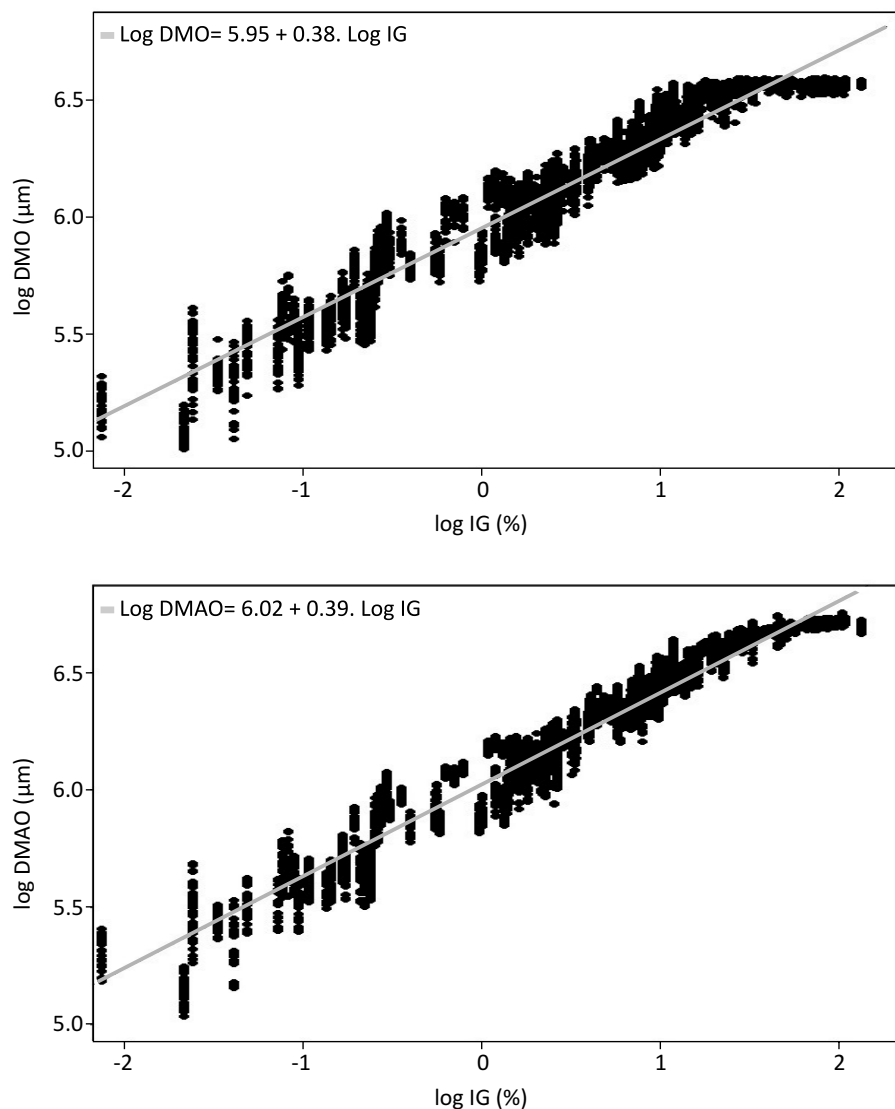 Log DMO= 5.95 + 0.38. Log IG
6.5
6.0
5.5
5.0
log DMO (µm)
-2 -1 0 1 2
log IG (%)
Log DMAO= 6.02 + 0.39. Log IG
6.5
6.0
5.5
5.0
log DMAO (µm)
-2 -1 0 1 2
log IG (%)